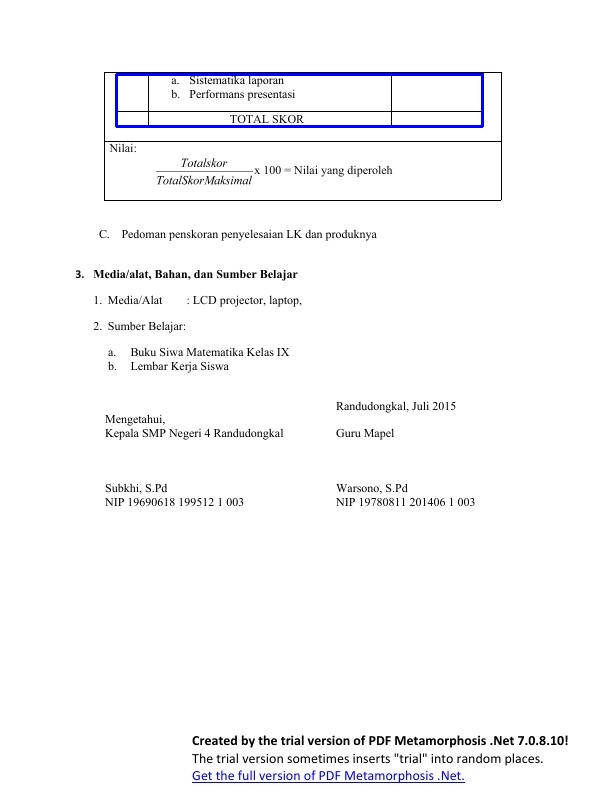 a. Sistematika laporan
b. Performans presentasi
TOTAL SKOR
Nilai:
Totalskor
TotalSkorMaksimal x 100 = Nilai yang diperoleh
C. Pedoman penskoran penyelesaian LK dan produknya
3. Media/alat, Bahan, dan Sumber Belajar
1. Media/Alat : LCD projector, laptop,
2. Sumber Belajar:
a. Buku Siwa Matematika Kelas IX
b. Lembar Kerja Siswa
Randudongkal, Juli 2015
Mengetahui,
Kepala SMP Negeri 4 Randudongkal Guru Mapel
Subkhi, S.Pd Warsono, S.Pd
NIP 19690618 199512 1 003 NIP 19780811 201406 1 003
Created by the trial version of PDF Metamorphosis .Net 7.0.8.10!
The trial version sometimes inserts "trial" into random places.
Get the full version of PDF Metamorphosis .Net.